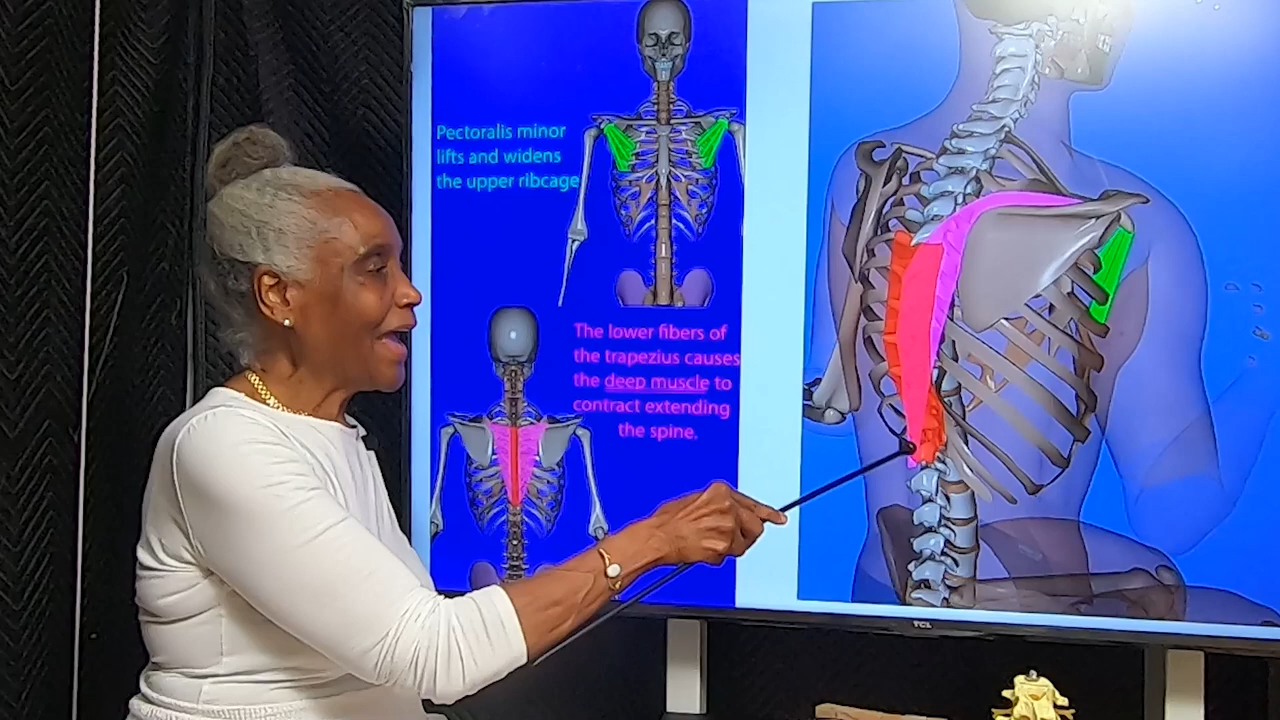 Pectoralis minor
lifts and widens
the upper ribcage
The lower fibers of
the trapezius causes
the deep muscle to
contract extending
the spine.
TCL